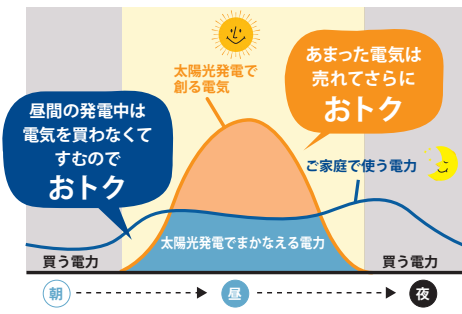 太陽光発電で
創る電気
あまった電気は
売れてさらに
おトク
昼間の発電中は
電気を買わなくて
すむので
おトク
ご家庭で使う電力
太陽光発電でまかなえる電力
買う電力
買う電力
朝
昼
夜